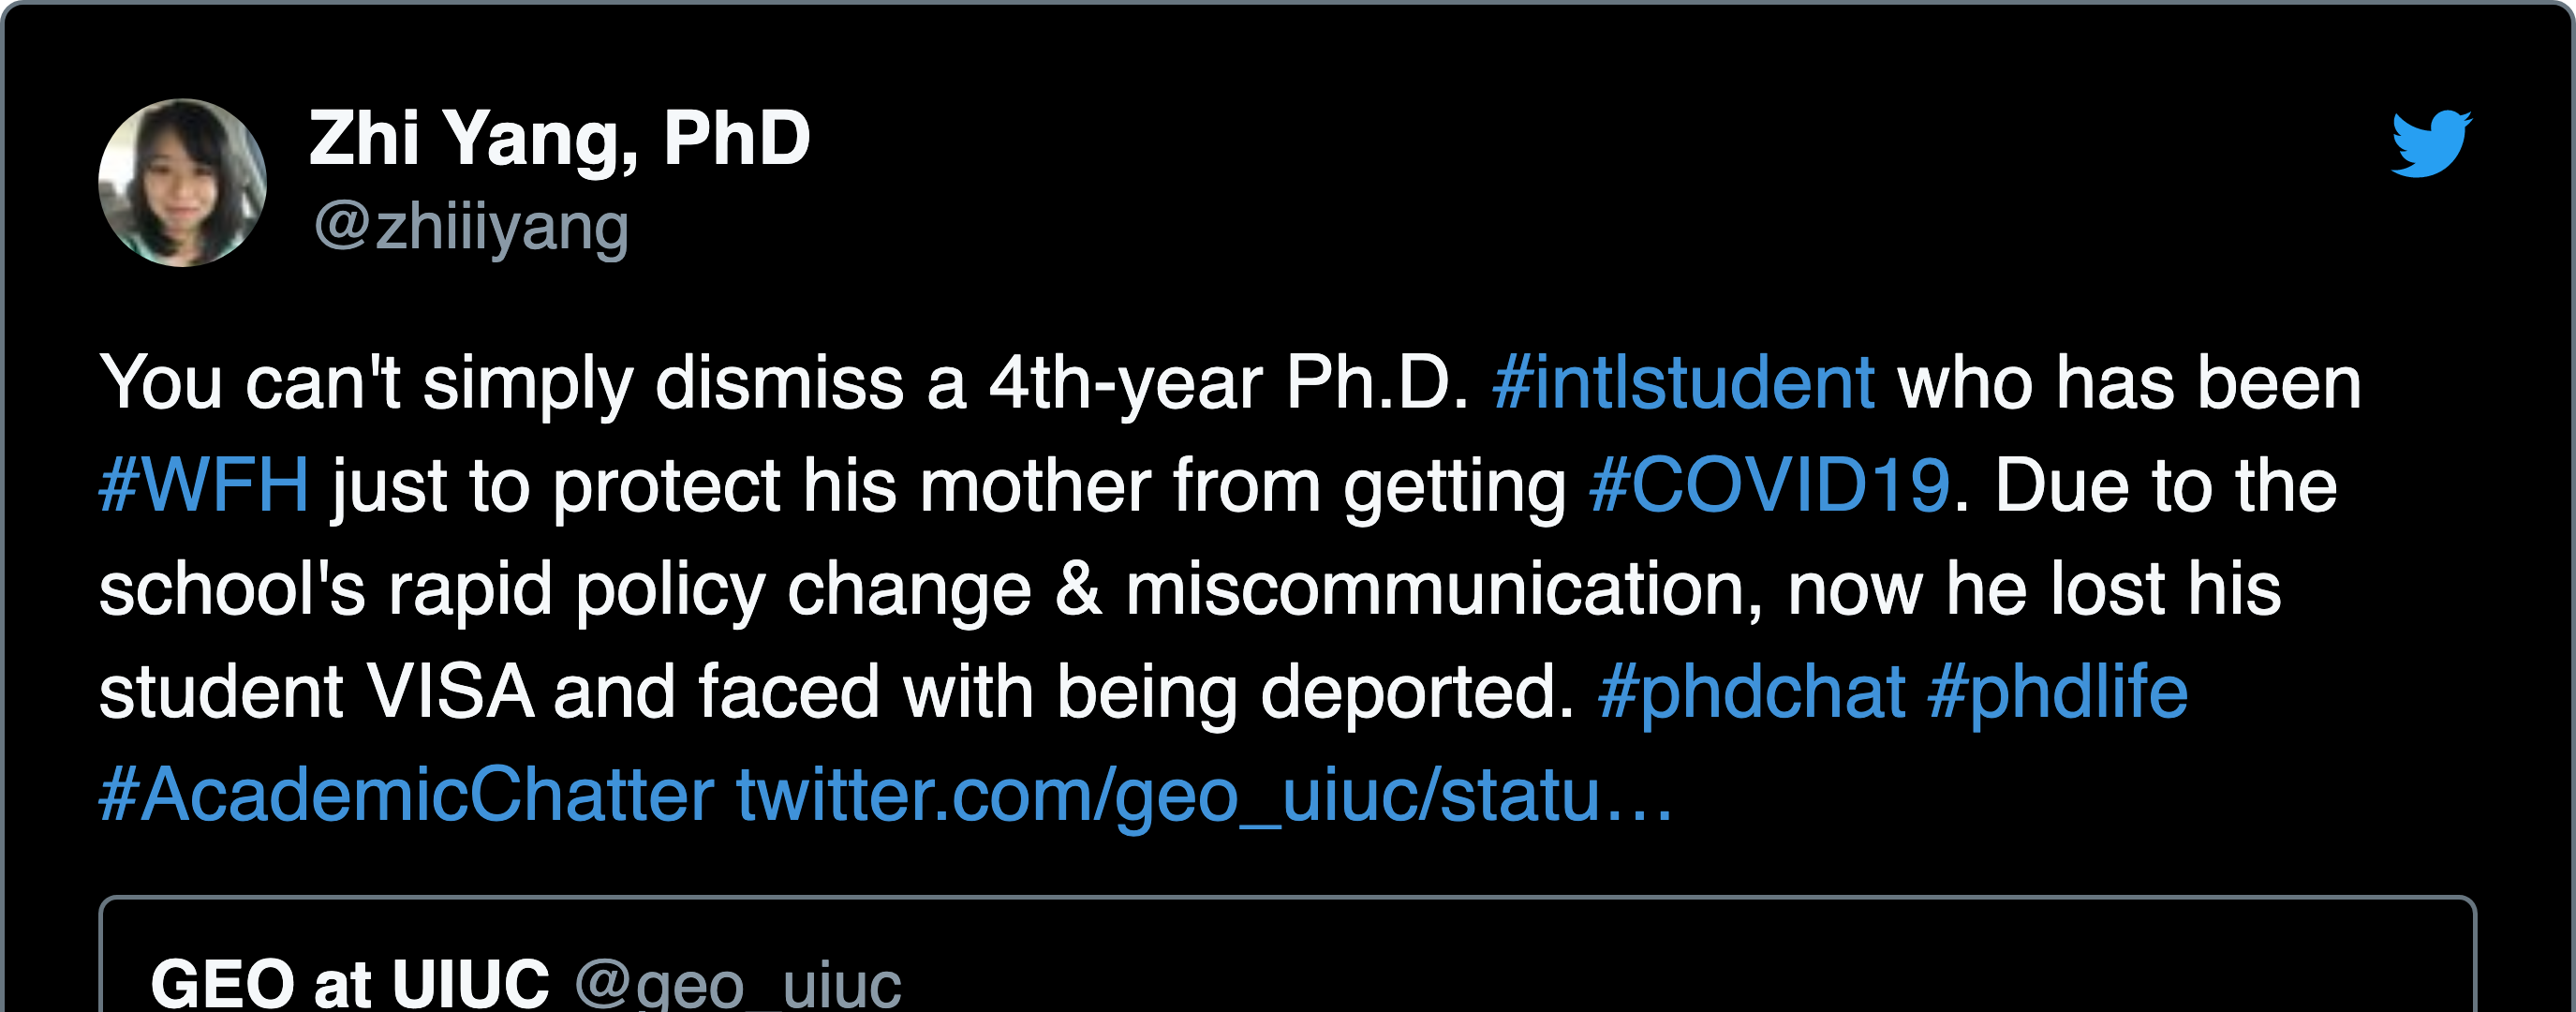 Zhi Yang, PhD
@zhiiiyang
You can't simply dismiss a 4th-year Ph.D. #intlstudent who has been
#WFH just to protect his mother from getting #COVID19. Due to the
school's rapid policy change & miscommunication, now he lost his
student VISA and faced with being deported. #phdchat #phdlife
#AcademicChatter twitter.com/geo_uiuc/statu…
GEO at UIUC @geo_uiuc